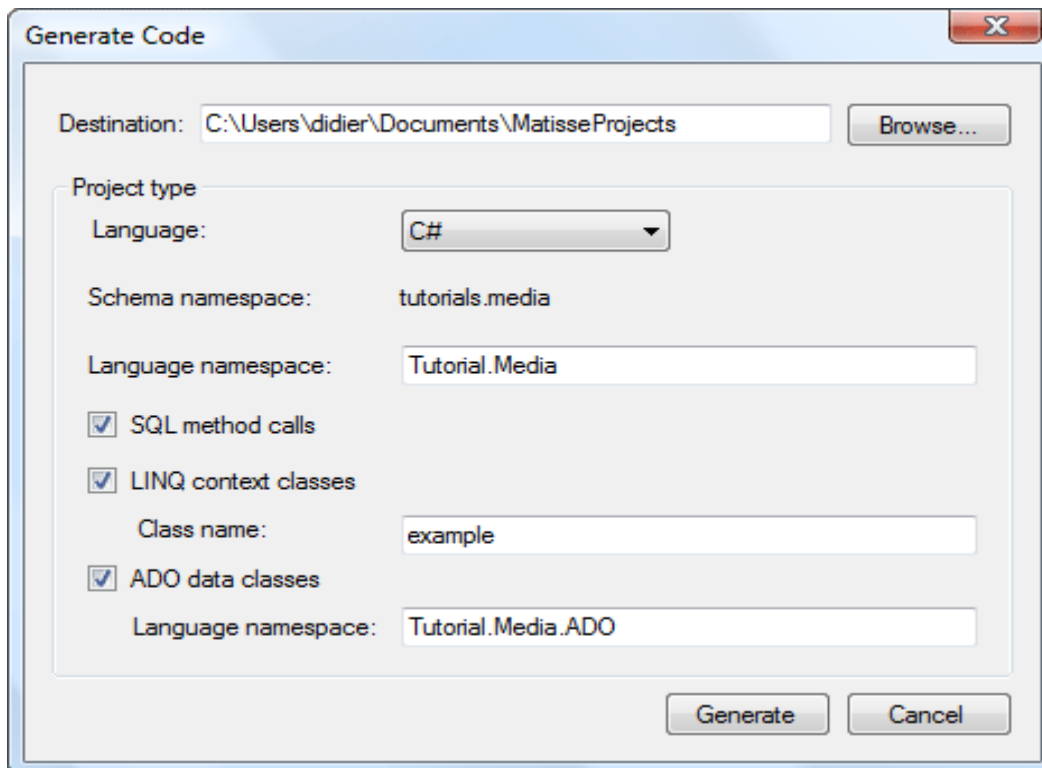 Generate Code
Destination: C:\Users\didier\Documents\MatisseProjects Browse...
Project type
Language: C#
Schema namespace: tutorials.media
Language namespace: Tutorial.Media
SQL method calls
LINQ context classes
Class name: example
ADO data classes
Language namespace: Tutorial.Media.ADO
Generate Cancel